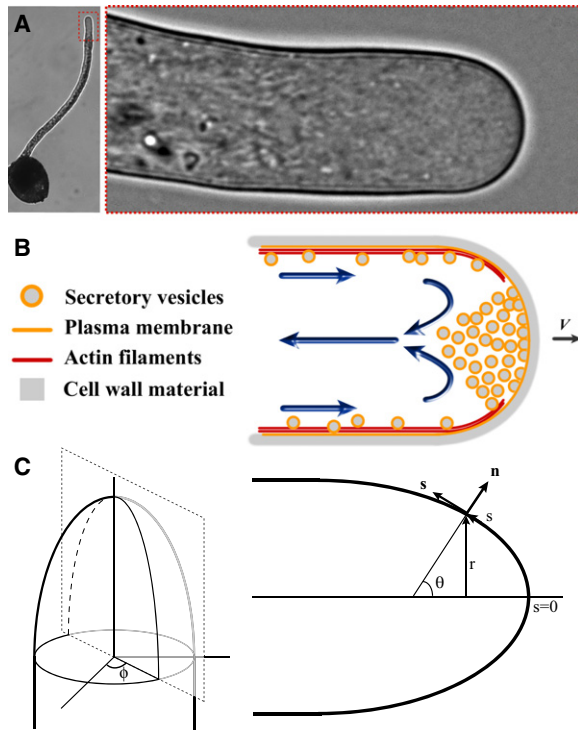 A
B
Secretory vesicles
Plasma membrane
Actin filaments
Cell wall material
V
C
ϕ
s
n
s
r
θ
s=0